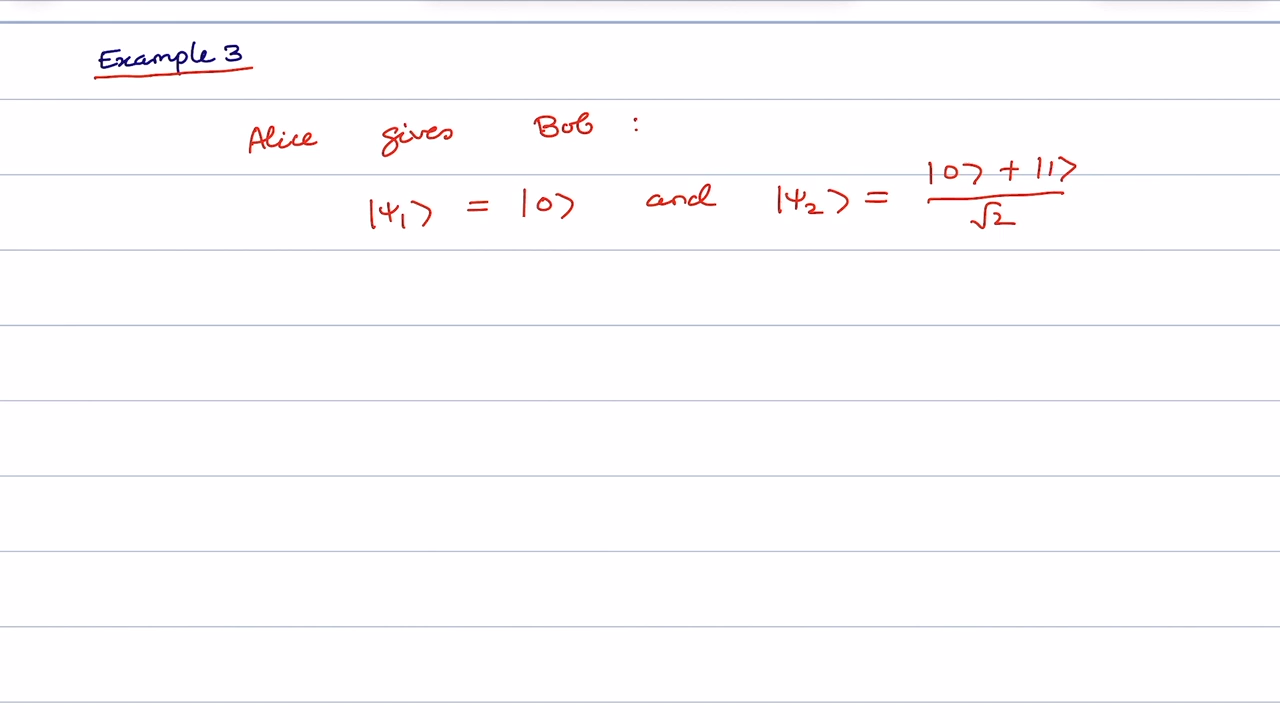 Example 3
Alice gives Bob :
|ψ₁⟩ = |0⟩ and |ψ₂⟩ = (|0⟩ + |1⟩)/√2